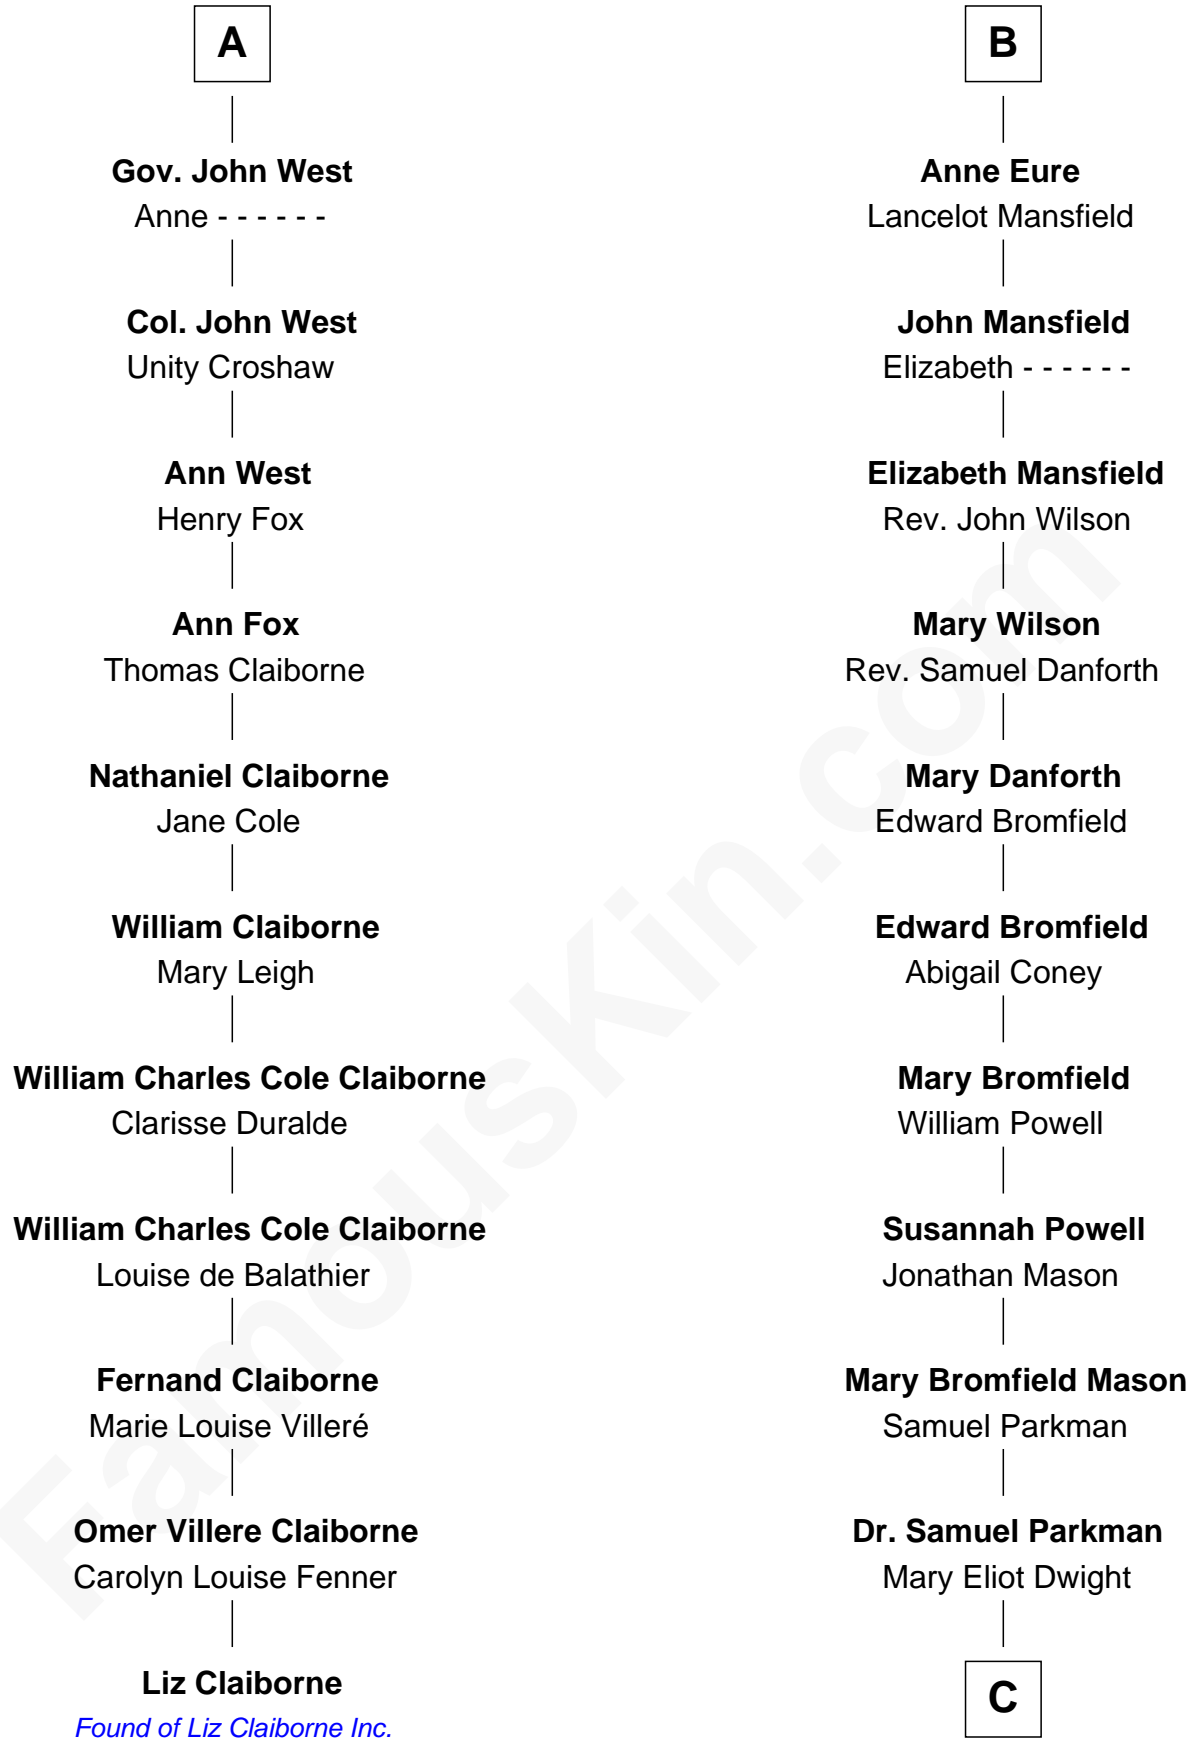 A
Gov. John West
Anne - - - - - -
Col. John West
Unity Croshaw
Ann West
Henry Fox
Ann Fox
Thomas Claiborne
Nathaniel Claiborne
Jane Cole
William Claiborne
Mary Leigh
William Charles Cole Claiborne
Clarisse Duralde
William Charles Cole Claiborne
Louise de Balathier
Fernand Claiborne
Marie Louise Villeré
Omer Villere Claiborne
Carolyn Louise Fenner
Liz Claiborne
Found of Liz Claiborne Inc.
B
Anne Eure
Lancelot Mansfield
John Mansfield
Elizabeth - - - - - -
Elizabeth Mansfield
Rev. John Wilson
Mary Wilson
Rev. Samuel Danforth
Mary Danforth
Edward Bromfield
Edward Bromfield
Abigail Coney
Mary Bromfield
William Powell
Susannah Powell
Jonathan Mason
Mary Bromfield Mason
Samuel Parkman
Dr. Samuel Parkman
Mary Eliot Dwight
C
FamousKin.com